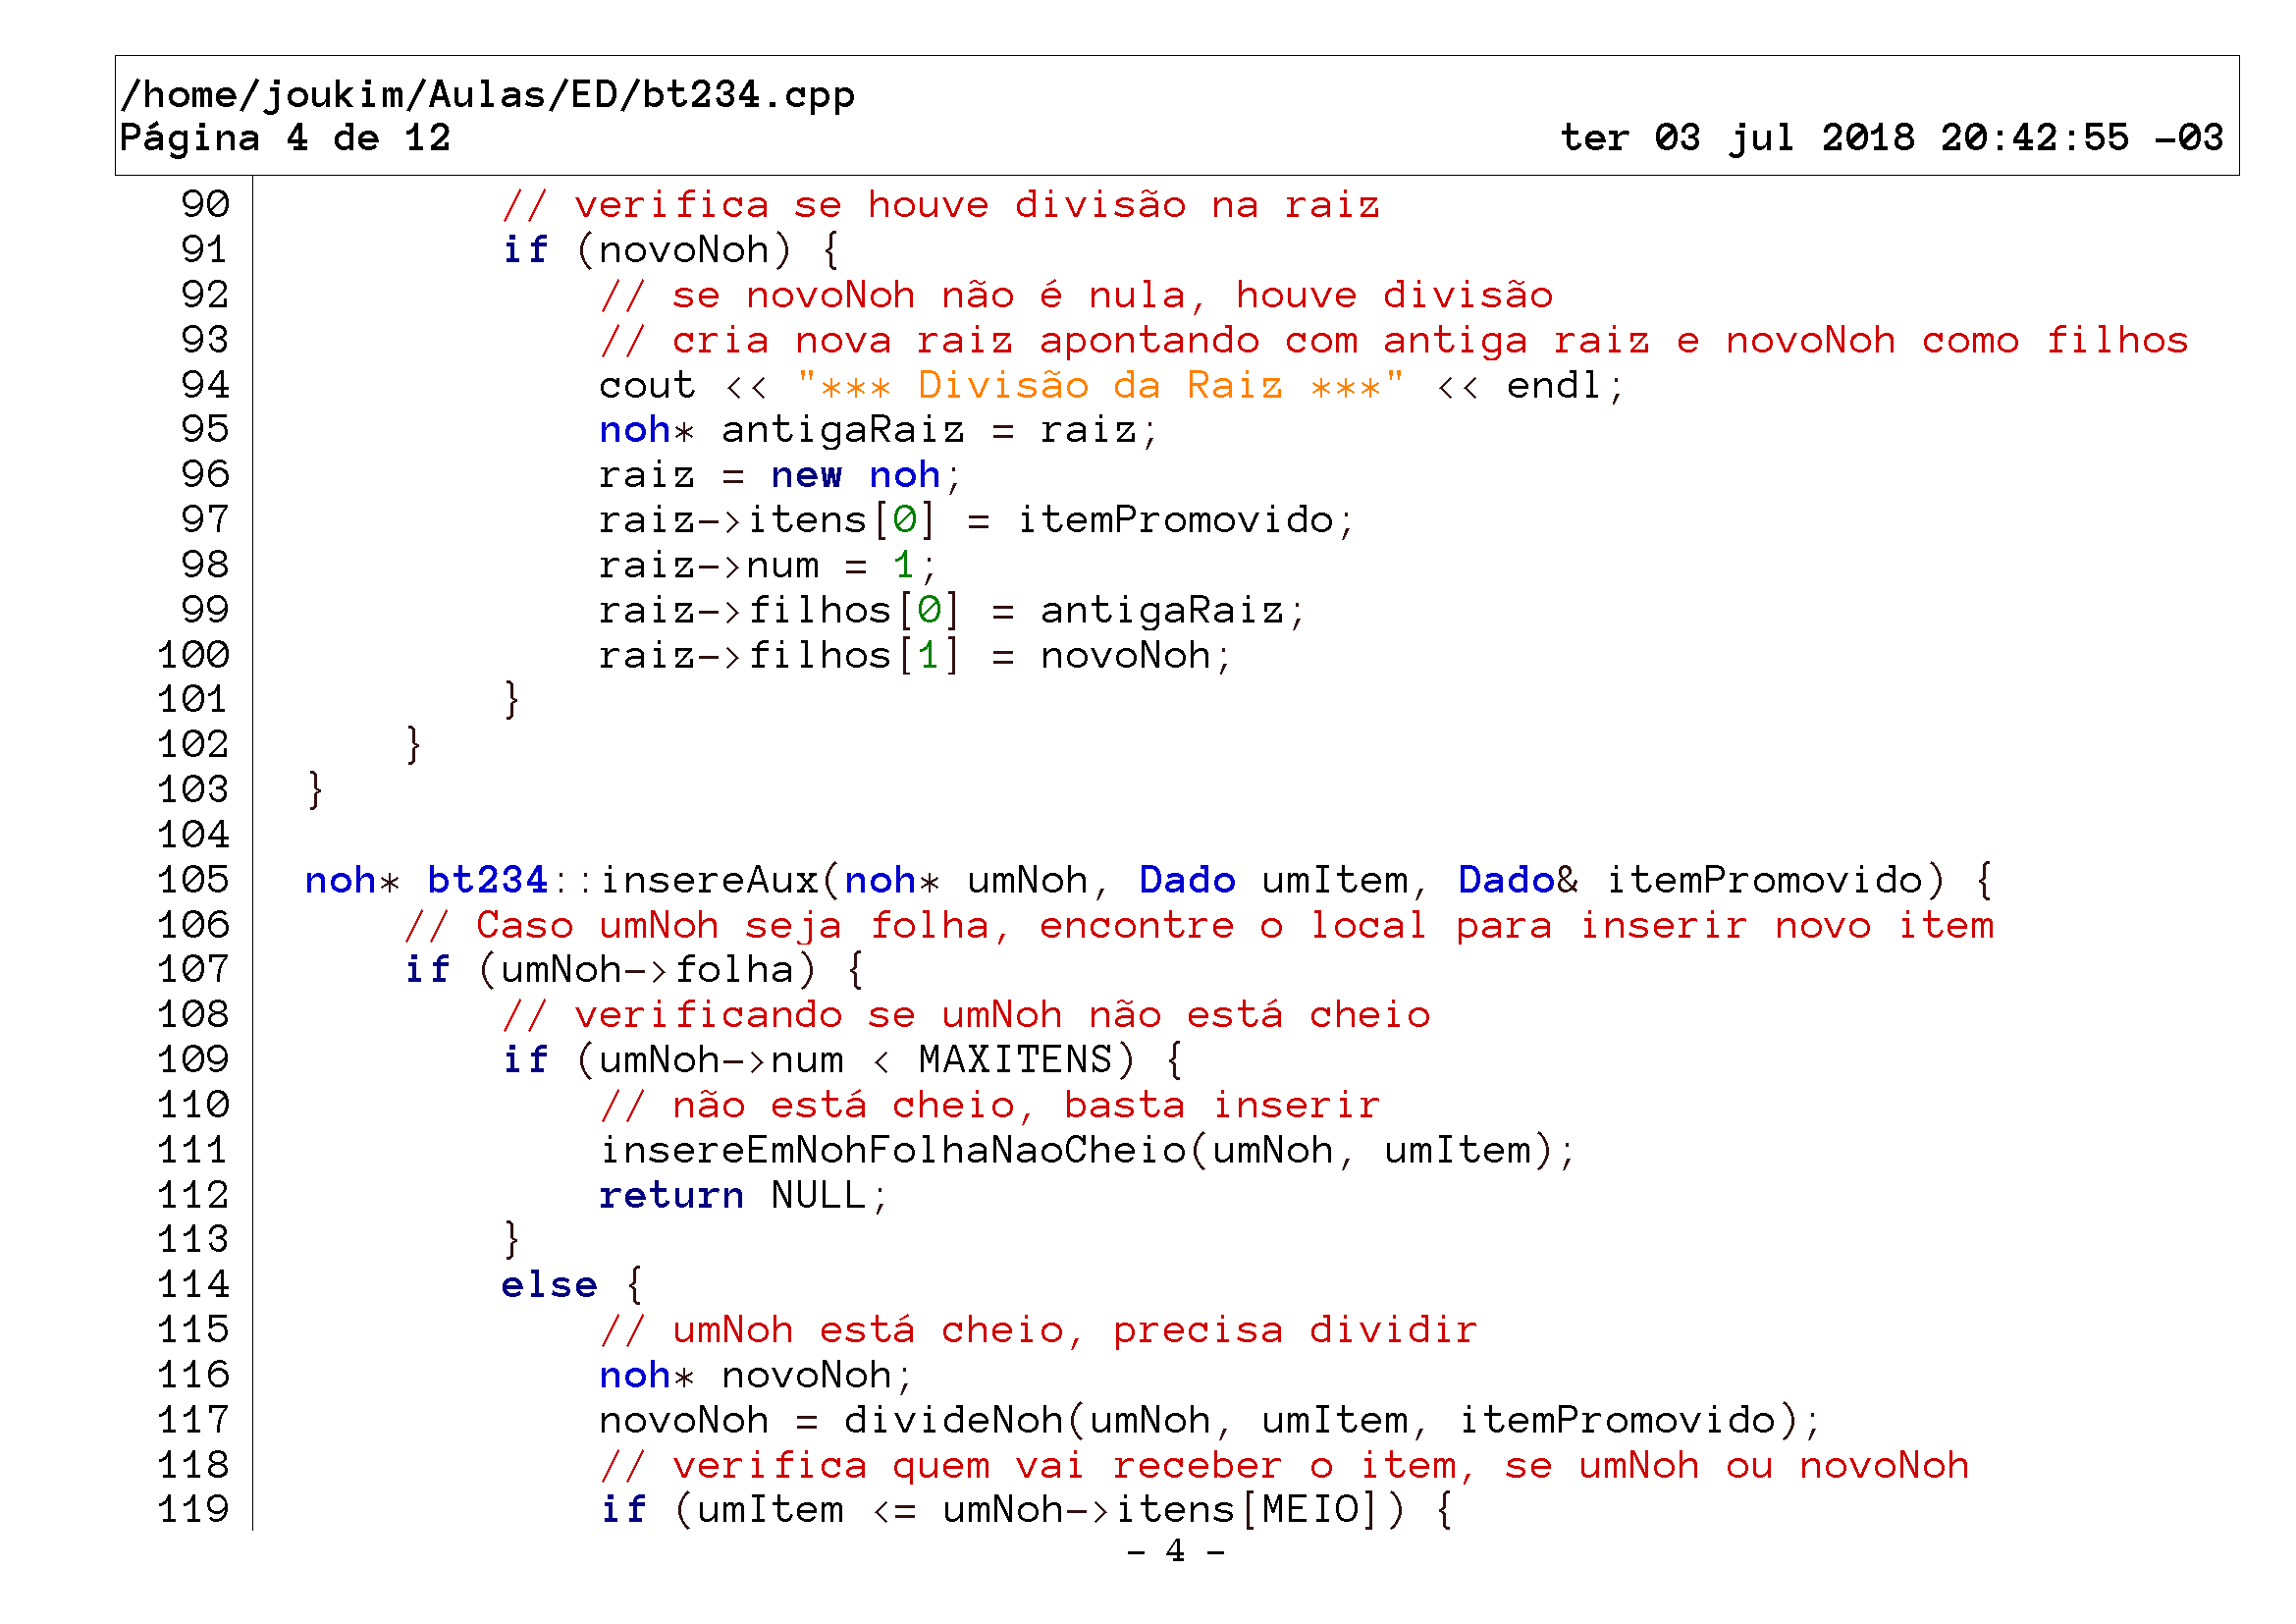 /home/joukim/Aulas/ED/bt234.cpp
Página 4 de 12 ter 03 jul 2018 20:42:55 -03
90 // verifica se houve divisão na raiz
91 if (novoNoh) {
92 // se novoNoh não é nula, houve divisão
93 // cria nova raiz apontando com antiga raiz e novoNoh como filhos
94 cout << "*** Divisão da Raiz ***" << endl;
95 noh* antigaRaiz = raiz;
96 raiz = new noh;
97 raiz->itens[0] = itemPromovido;
98 raiz->num = 1;
99 raiz->filhos[0] = antigaRaiz;
100 raiz->filhos[1] = novoNoh;
101 }
102 }
103 }
104
105 noh* bt234::insereAux(noh* umNoh, Dado umItem, Dado& itemPromovido) {
106 // Caso umNoh seja folha, encontre o local para inserir novo item
107 if (umNoh->folha) {
108 // verificando se umNoh não está cheio
109 if (umNoh->num < MAXITENS) {
110 // não está cheio, basta inserir
111 insereEmNohFolhaNaoCheio(umNoh, umItem);
112 return NULL;
113 }
114 else {
115 // umNoh está cheio, precisa dividir
116 noh* novoNoh;
117 novoNoh = divideNoh(umNoh, umItem, itemPromovido);
118 // verifica quem vai receber o item, se umNoh ou novoNoh
119 if (umItem <= umNoh->itens[MEIO]) {
- 4 -